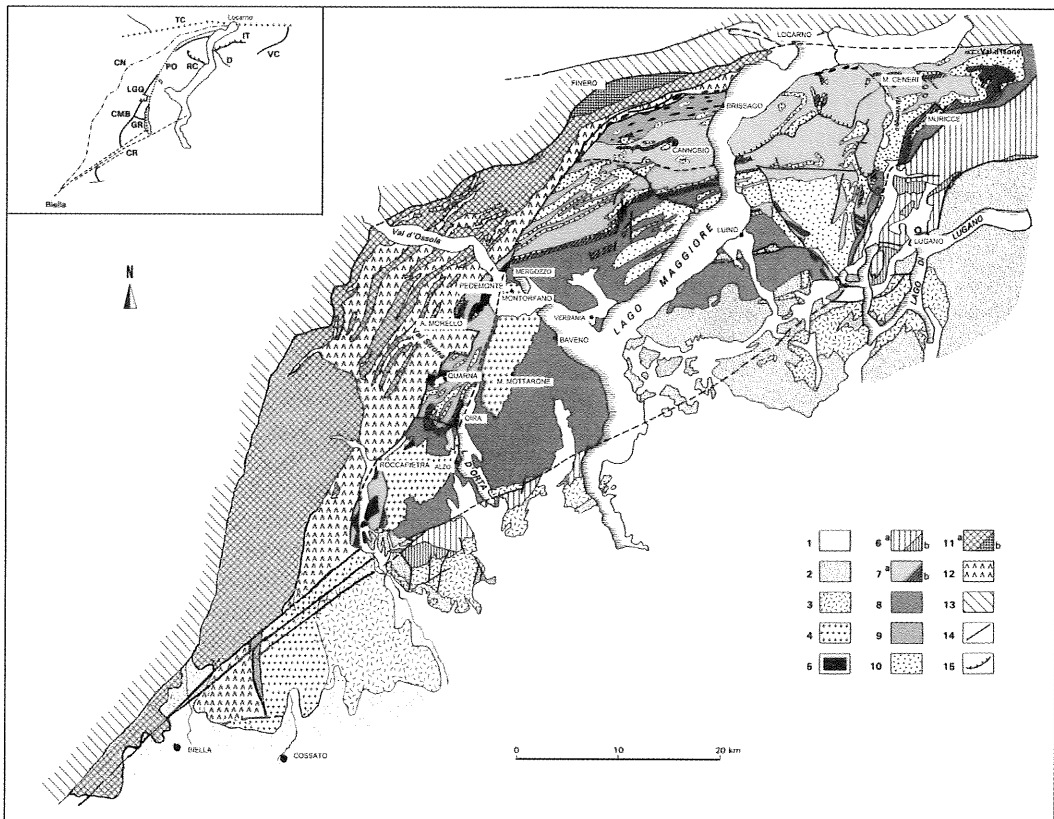 TC
Locarno
IT
VC
CN
PO
RC
D
LGO
CMB
GR
CR
Biella
N
LOCARNO
Val d'Isone
FINERO
M. CENERI
BRISSAGO
MURICCE
CANNOBIO
Val d'Ossola
LUGANO
LAGO DI LUGANO
LUINO
LAGO MAGGIORE
MERGOZZO
PEDEMONTE
MONTORFANO
VERBANIA
A. MORELLO
BAVENO
Val Strona
QUARNA
M. MOTTARONE
OIRA
ROCCAPIETRA
ALZO
L. D'ORTA
1
2
3
4
5
6 a b
7 a b
8
9
10
11 a b
12
13
14
15
BIELLA
COSSATO
0 10 20 km